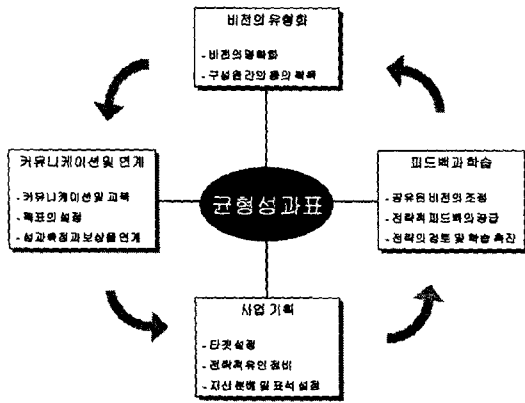 비전의 유형화
- 비전의 명확화
- 구성원간의 동의 획득
커뮤니케이션 및 연계
- 커뮤니케이션 및 교육
- 목표의 설정
- 성과측정과 보상을 연계
균형성과표
피드백과 학습
- 공유된 비전의 조정
- 전략적 피드백의 공급
- 전략의 검토 및 학습 촉진
사업 기획
- 타겟 설정
- 전략적 유인 정비
- 자산 분배 및 표석 설정